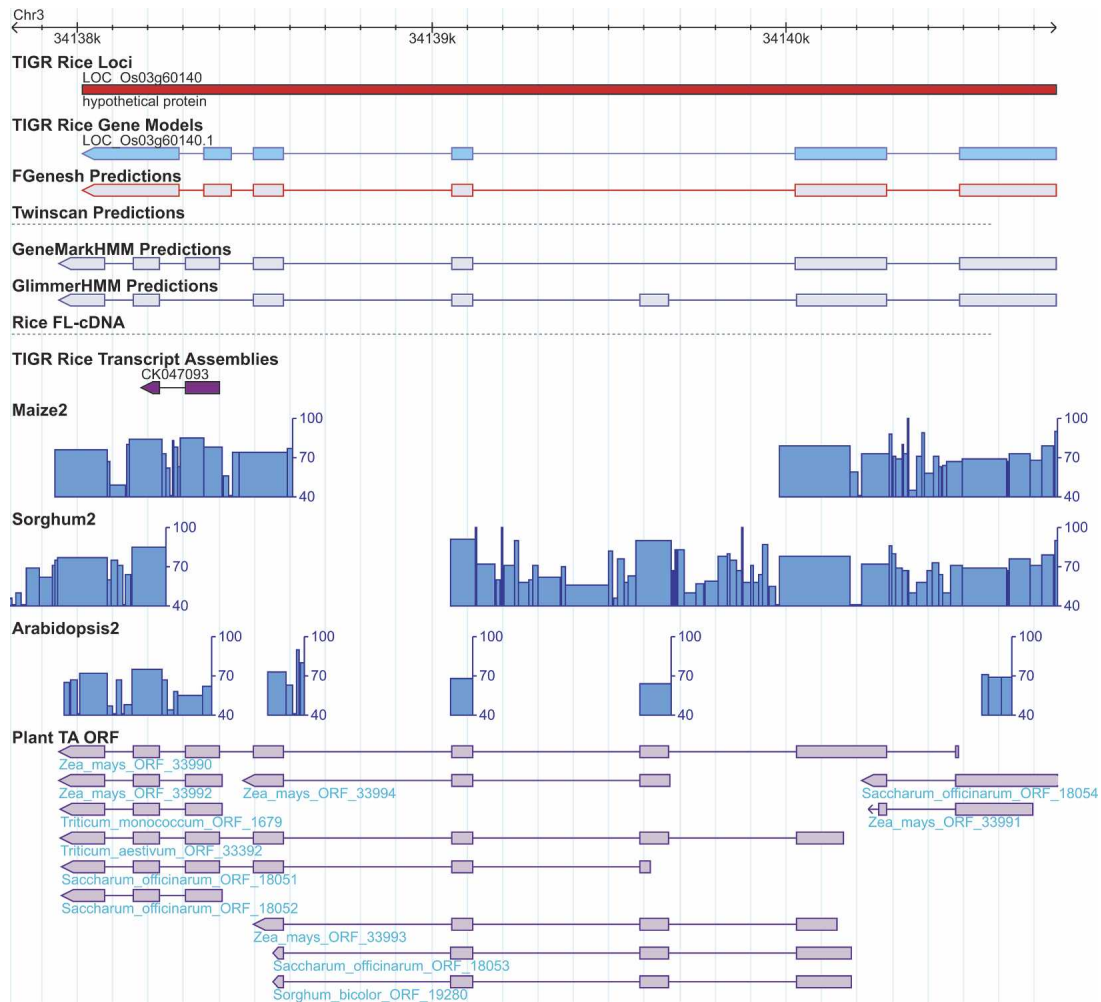 Chr3
34138k 34139k 34140k
TIGR Rice Loci
LOC_Os03g60140
hypothetical protein
TIGR Rice Gene Models
LOC_Os03g60140.1
FGenesh Predictions
Twinscan Predictions
GeneMarkHMM Predictions
GlimmerHMM Predictions
Rice FL-cDNA
TIGR Rice Transcript Assemblies
CK047093
Maize2
100 100
70 70
40 40
Sorghum2
100 100
70 70
40 40
Arabidopsis2
100 100 100 100 100
70 70 70 70 70
40 40 40 40 40
Plant TA ORF
Zea_mays_ORF_33990
Zea_mays_ORF_33992 Zea_mays_ORF_33994 Saccharum_officinarum_ORF_18054
Triticum_monococcum_ORF_1679 Zea_mays_ORF_33991
Triticum_aestivum_ORF_33392
Saccharum_officinarum_ORF_18051
Saccharum_officinarum_ORF_18052
Zea_mays_ORF_33993
Saccharum_officinarum_ORF_18053
Sorghum_bicolor_ORF_19280